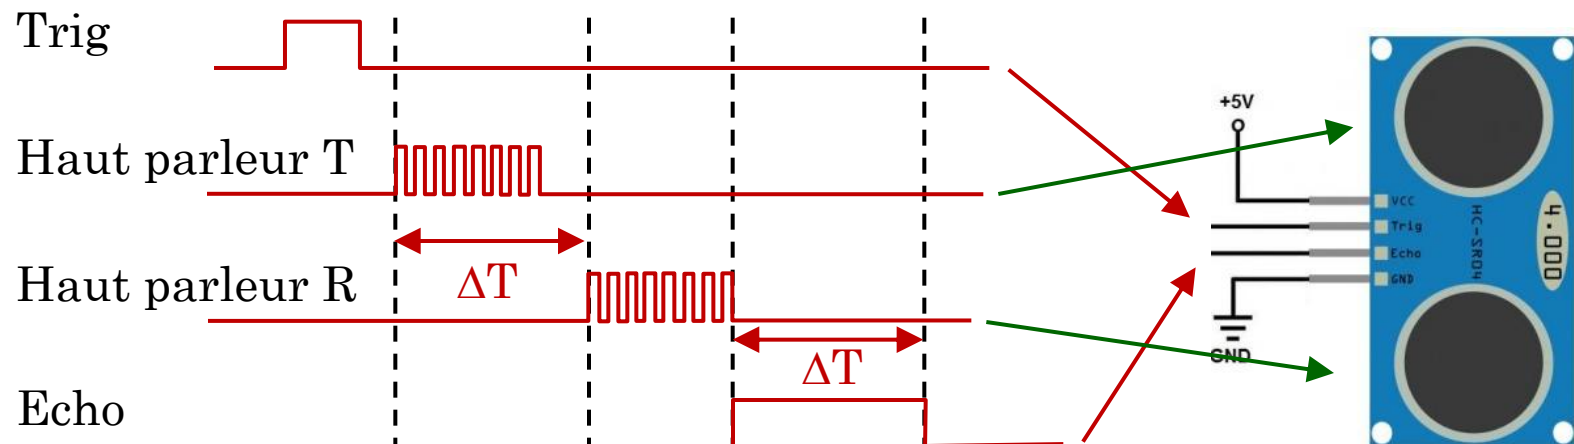 Trig
Haut parleur T
ΔT
Haut parleur R
ΔT
Echo
+5V
GND
VCC
Trig
Echo
GND
HC-SR04
4.000